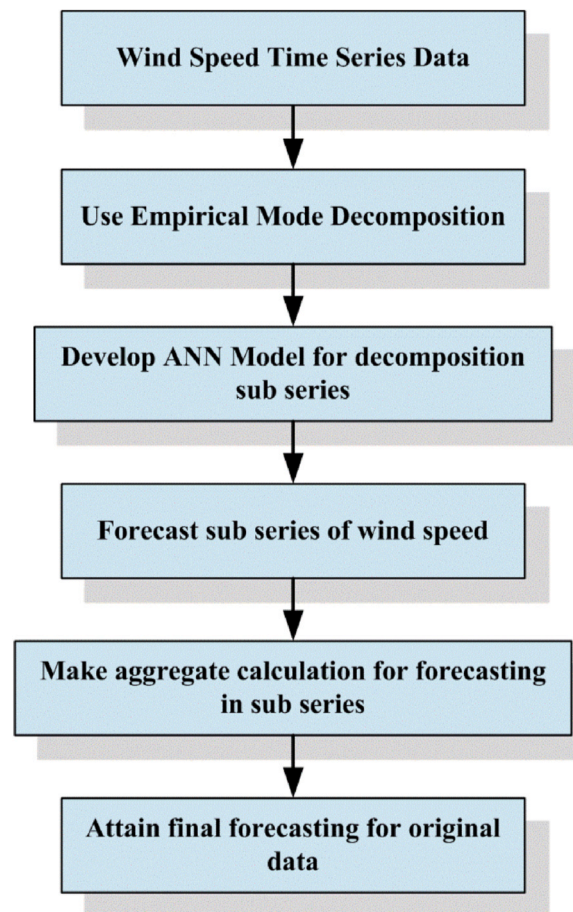 Wind Speed Time Series Data
Use Empirical Mode Decomposition
Develop ANN Model for decomposition
sub series
Forecast sub series of wind speed
Make aggregate calculation for forecasting
in sub series
Attain final forecasting for original
data